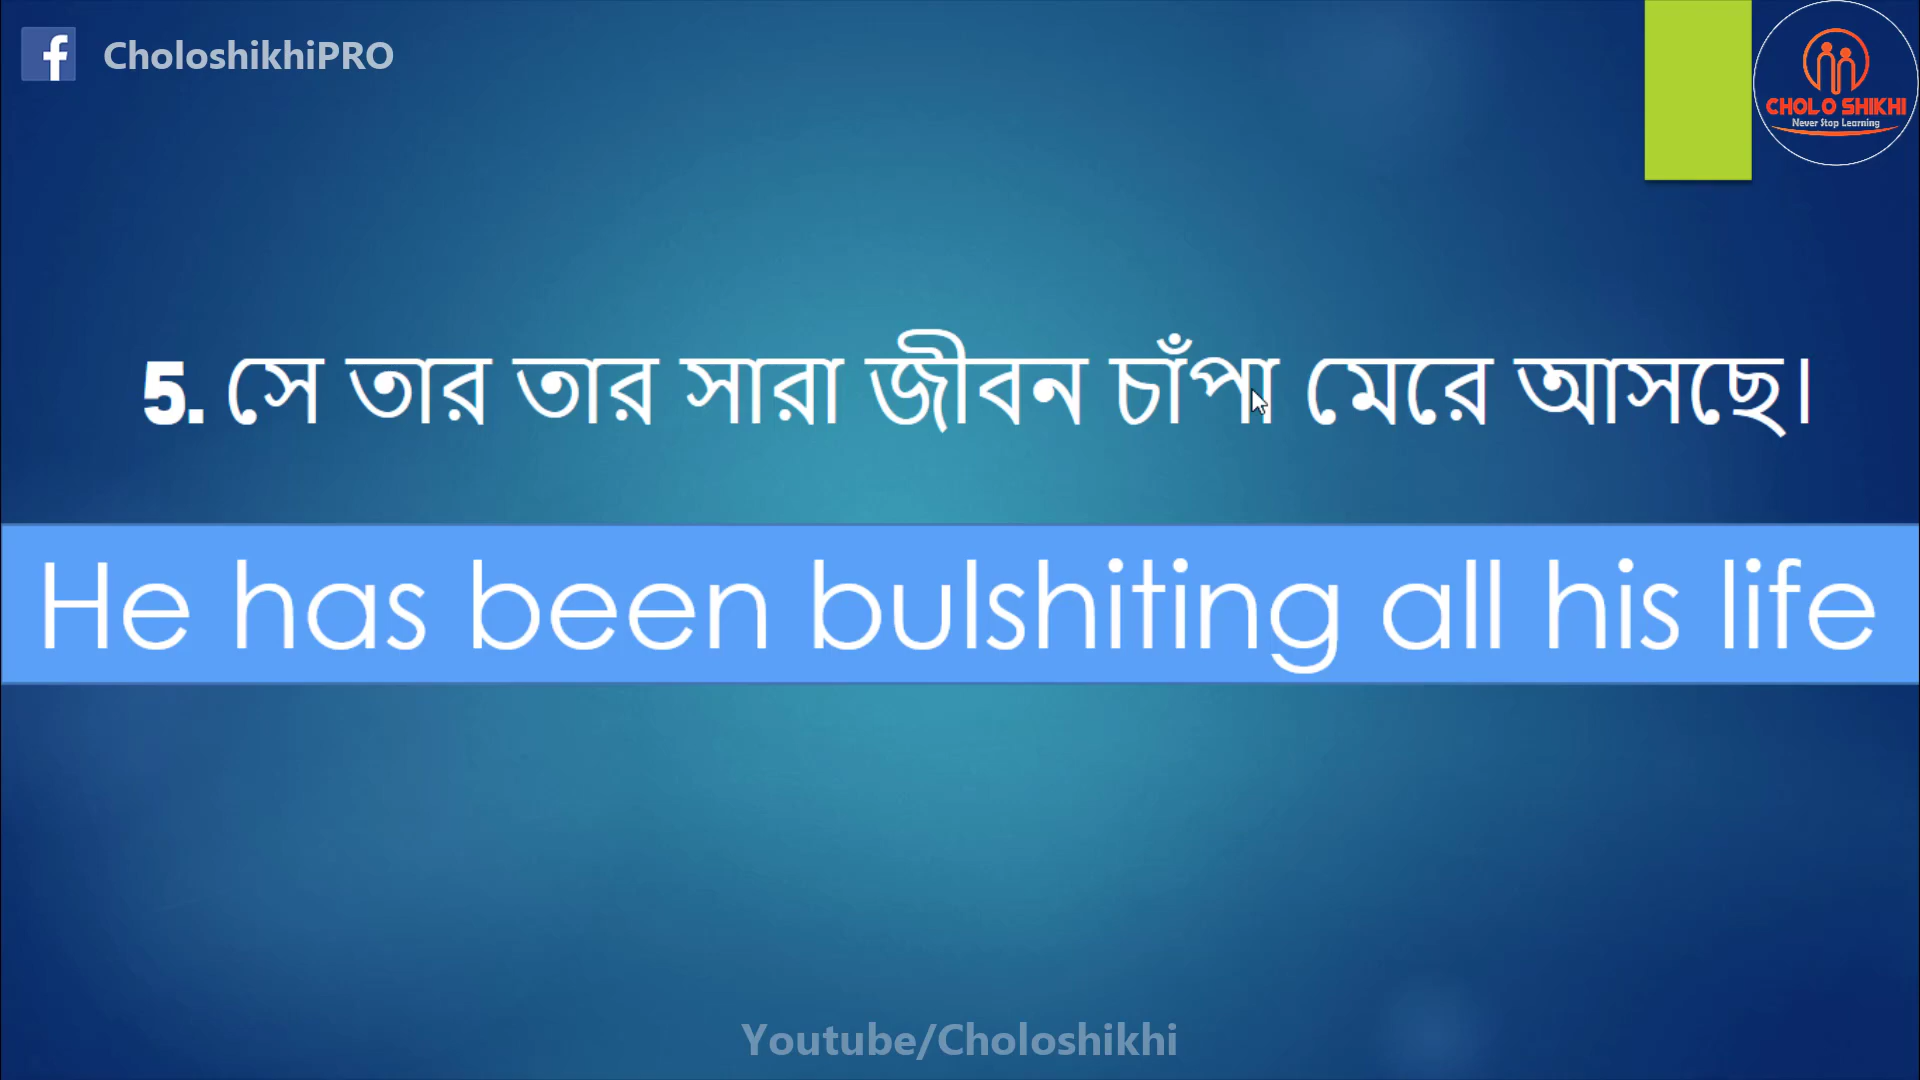 CholoshikhiPRO
CHOLO SHIKHI
Never Stop Learning
5. সে তার তার সারা জীবন চাঁপা মেরে আসছে।
He has been bulshiting all his life
Youtube/Choloshikhi